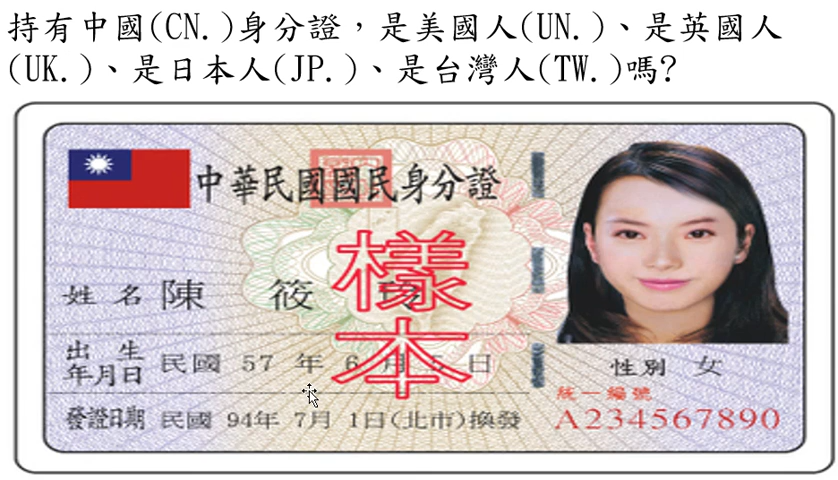 持有中國(CN.)身分證，是美國人(UN.)、是英國人
(UK.)、是日本人(JP.)、是台灣人(TW.)嗎?
中華民國國民身分證
樣本
姓名 陳 筱
出生年月日 民國 57 年 6 月 5 日
性別 女
統一編號
發證日期 民國 94年 7月 1日(北市)換發
A234567890